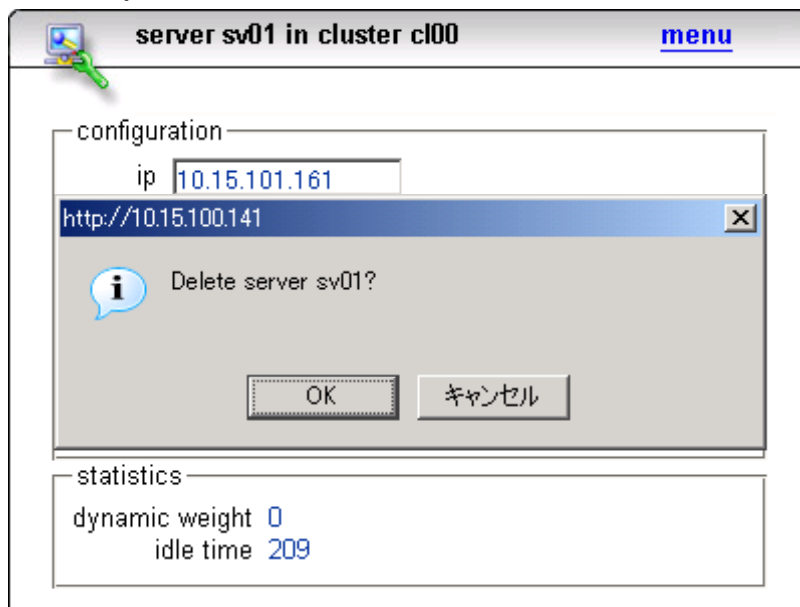 server sv01 in cluster cl00 menu
configuration
ip 10.15.101.161
http://10.15.100.141
Delete server sv01?
OK キャンセル
statistics
dynamic weight 0
idle time 209